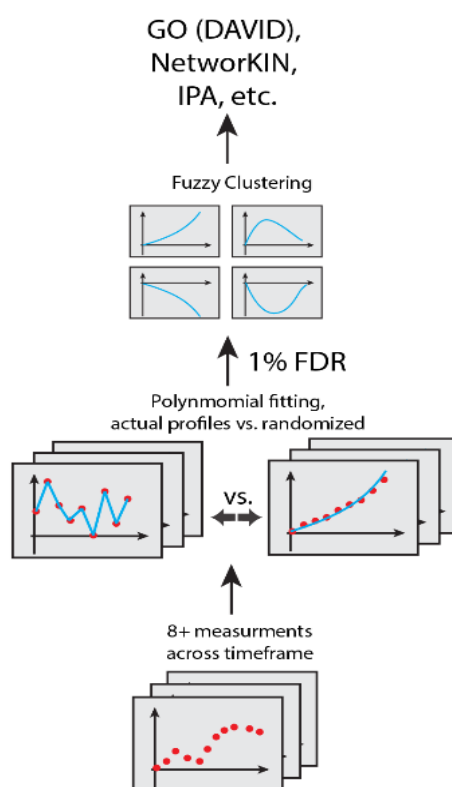 GO (DAVID),
NetworKIN,
IPA, etc.
Fuzzy Clustering
1% FDR
Polynmomial fitting,
actual profiles vs. randomized
vs.
8+ measurments
across timeframe